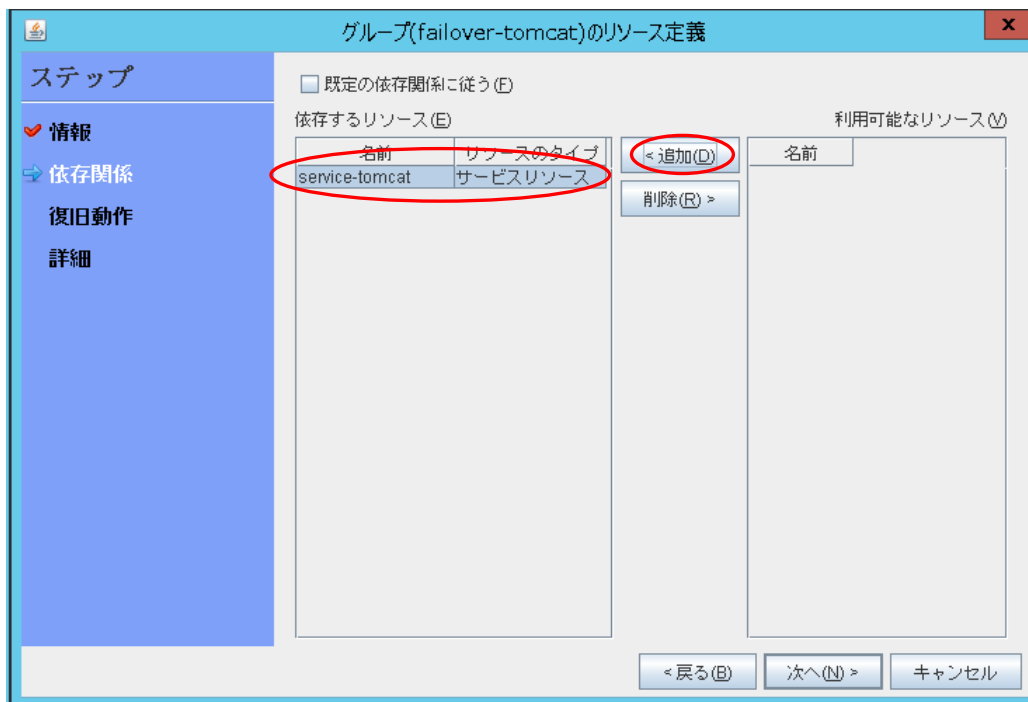 グループ(failover-tomcat)のリソース定義
x
ステップ
情報
依存関係
復旧動作
詳細
既定の依存関係に従う(F)
依存するリソース(E)
利用可能なリソース(V)
名前 リソースのタイプ
service-tomcat サービスリソース
< 追加(D)
削除(R) >
名前
<戻る(B)
次へ(N) >
キャンセル